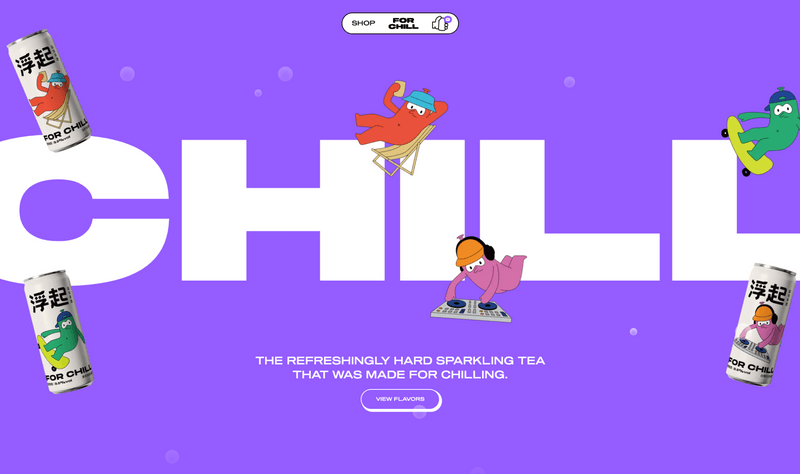 SHOP
FOR
CHILL
浮起
FOR CHILL
CHILL
浮起
FOR CHILL
浮起
FOR CHILL
THE REFRESHINGLY HARD SPARKLING TEA
THAT WAS MADE FOR CHILLING.
VIEW FLAVORS